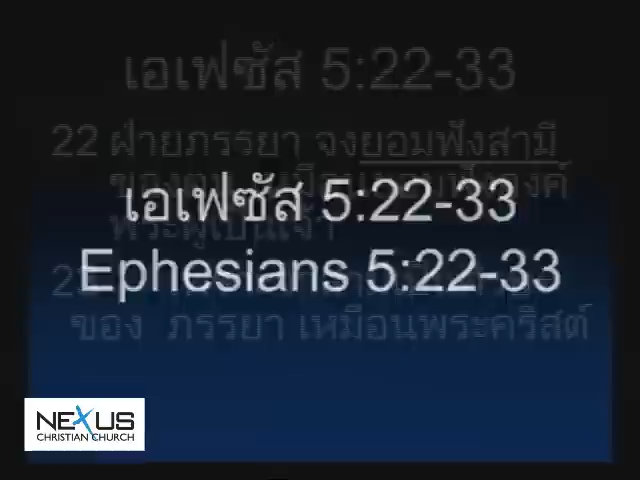 เอเฟซัส 5:22-33
22 ฝ่ายภรรยา จงยอมฟังสามี
เอเฟซัส 5:22-33
Ephesians 5:22-33
ของ ภรรยา เหมือนพระคริสต์
NEXUS
CHRISTIAN CHURCH